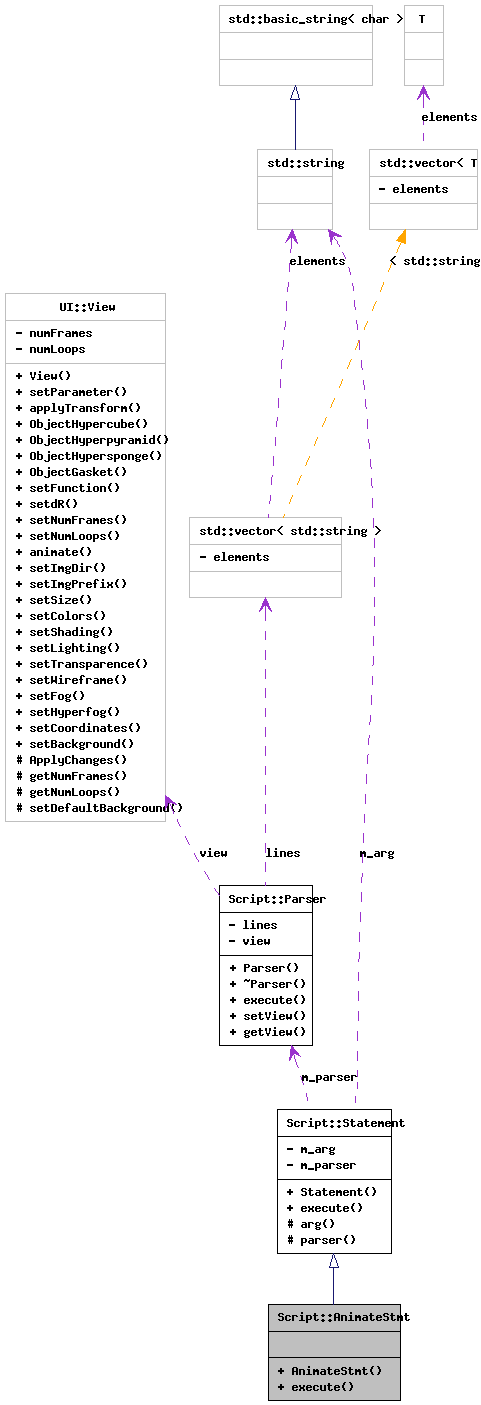 std::basic_string< char >
T
elements
std::string
std::vector< T
- elements
elements
< std::string
UI::View
- numFrames
- numLoops
+ View()
+ setParameter()
+ applyTransform()
+ ObjectHypercube()
+ ObjectHyperpyramid()
+ ObjectHypersponge()
+ ObjectGasket()
+ setFunction()
+ setdR()
+ setNumFrames()
+ setNumLoops()
+ animate()
+ setImgDir()
+ setImgPrefix()
+ setSize()
+ setColors()
+ setShading()
+ setLighting()
+ setTransparence()
+ setWireframe()
+ setFog()
+ setHyperfog()
+ setCoordinates()
+ setBackground()
# ApplyChanges()
# getNumFrames()
# getNumLoops()
# setDefaultBackground()
std::vector< std::string >
- elements
view
lines
m_arg
Script::Parser
- lines
- view
+ Parser()
+ ~Parser()
+ execute()
+ setView()
+ getView()
m_parser
Script::Statement
- m_arg
- m_parser
+ Statement()
+ execute()
# arg()
# parser()
Script::AnimateStmt
+ AnimateStmt()
+ execute()